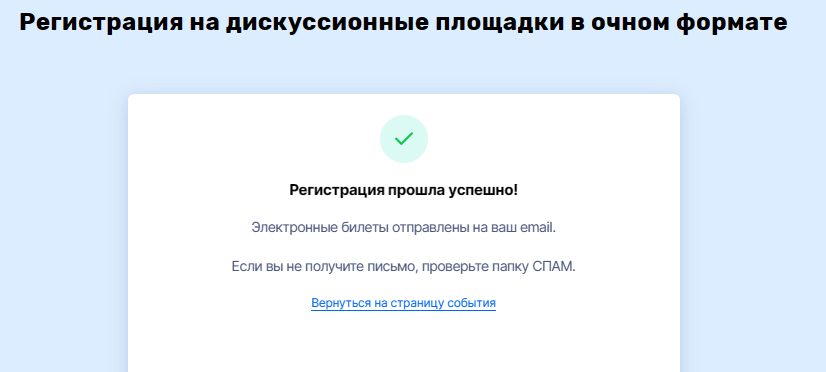 Регистрация на дискуссионные площадки в очном формате
Регистрация прошла успешно!
Электронные билеты отправлены на ваш email.
Если вы не получите письмо, проверьте папку СПАМ.
Вернуться на страницу события